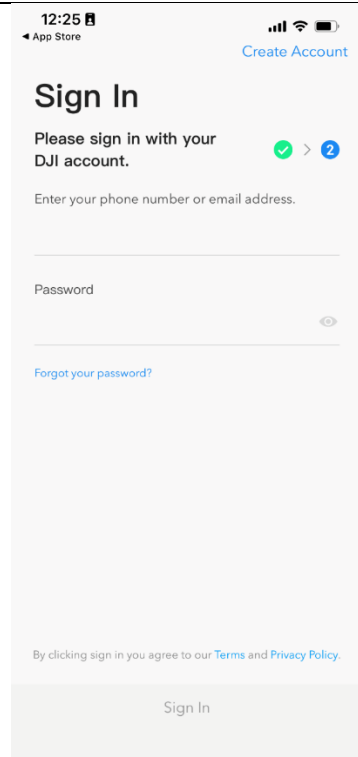 12:25
◀ App Store
Create Account
Sign In
Please sign in with your
DJI account.
> 2
Enter your phone number or email address.
Password
Forgot your password?
By clicking sign in you agree to our Terms and Privacy Policy.
Sign In